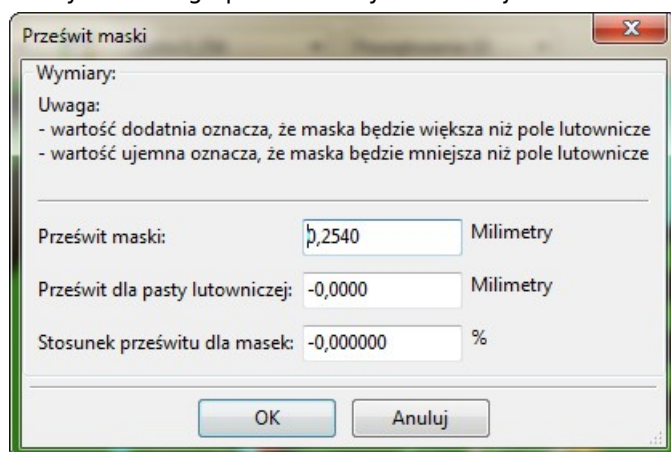 Prześwit maski
Wymiary:
Uwaga:
- wartość dodatnia oznacza, że maska będzie większa niż pole lutownicze
- wartość ujemna oznacza, że maska będzie mniejsza niż pole lutownicze
Prześwit maski: 0,2540 Milimetry
Prześwit dla pasty lutowniczej: -0,0000 Milimetry
Stosunek prześwitu dla masek: -0,000000 %
OK Anuluj